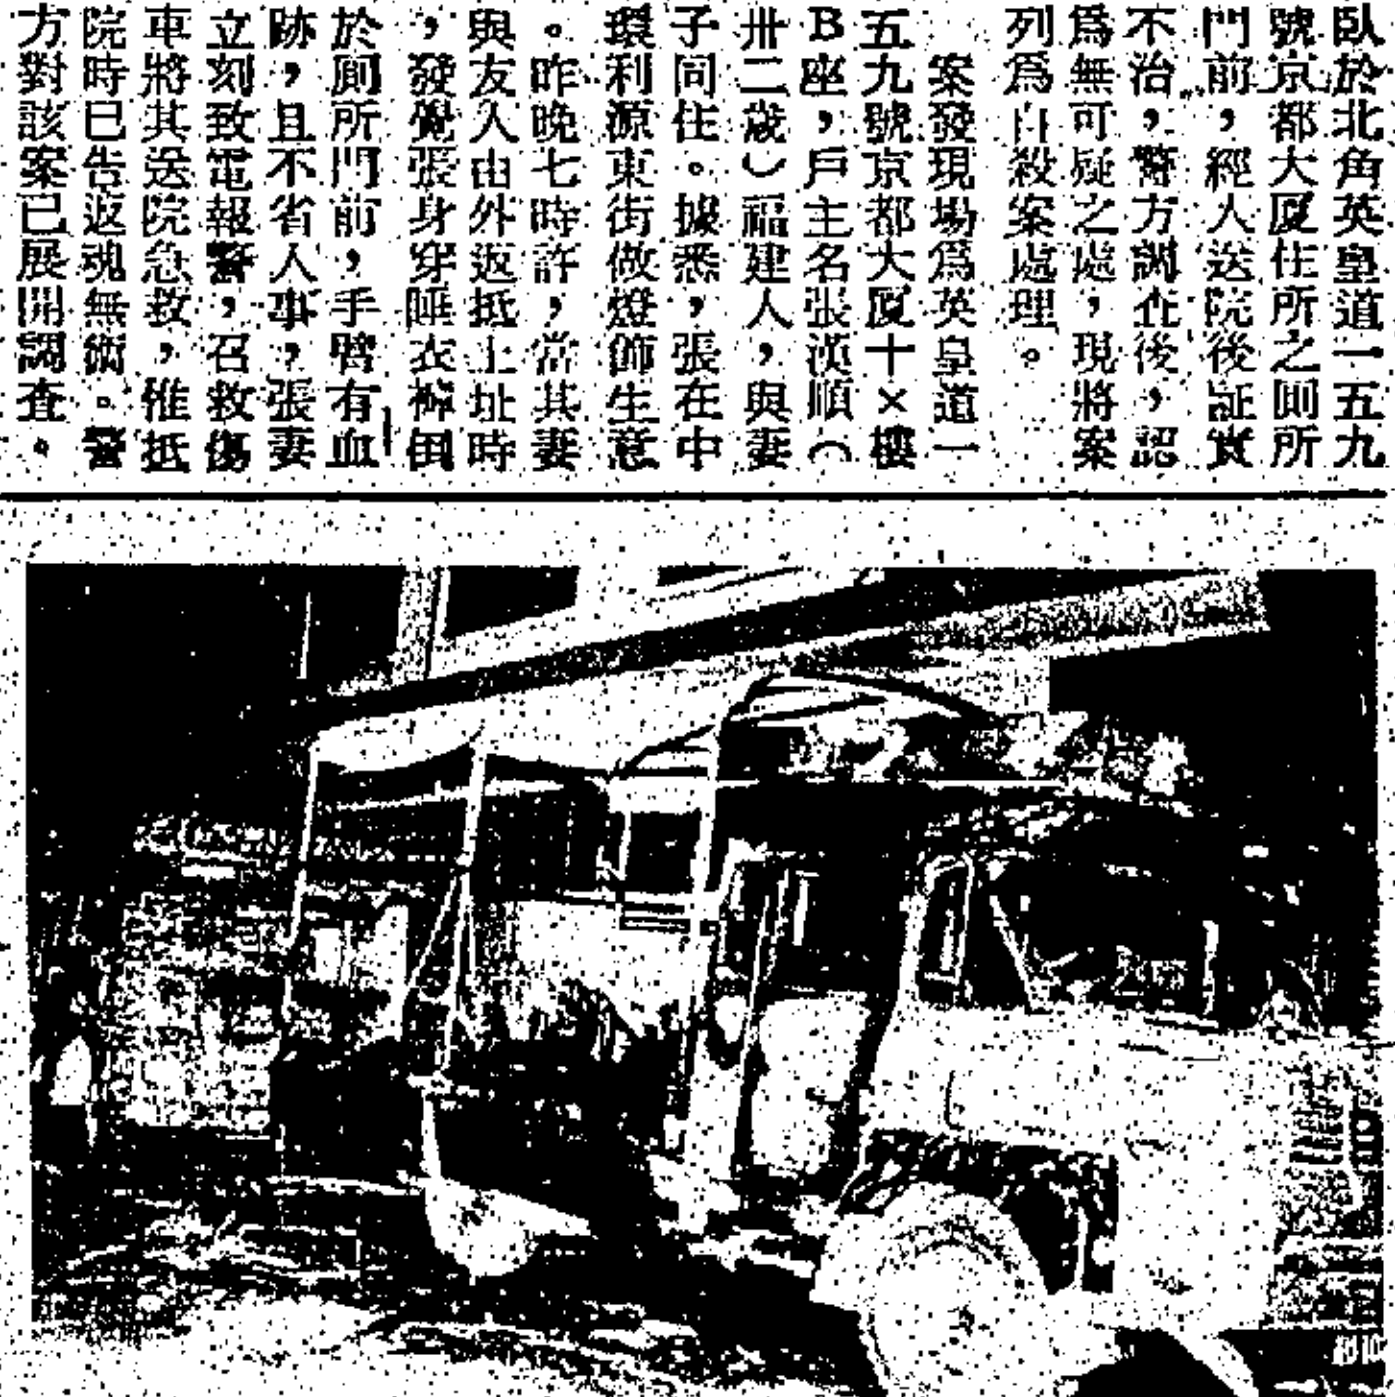 臥於北角英皇道一五九
號京都大厦住所之厠所
門前，經人送院後証實
不治，警方調查後，認
爲無可疑之處，現將案
列爲自殺案處理。
案發現場爲英皇道一
五九號京都大厦十×樓
B座，戶主名張漢順（
卅二歲）福建人，與妻
子同住。據悉，張在中
環利源東街做燈飾生意
。昨晚七時許，當其妻
與友人由外返抵上址時
，發覺張身穿睡衣褲倒
於厠所門前，手臂有血
跡，且不省人事，張妻
立刻致電報警，召救傷
車將其送院急救，惟抵
院時已告返魂無術。警
方對該案已展開調查。